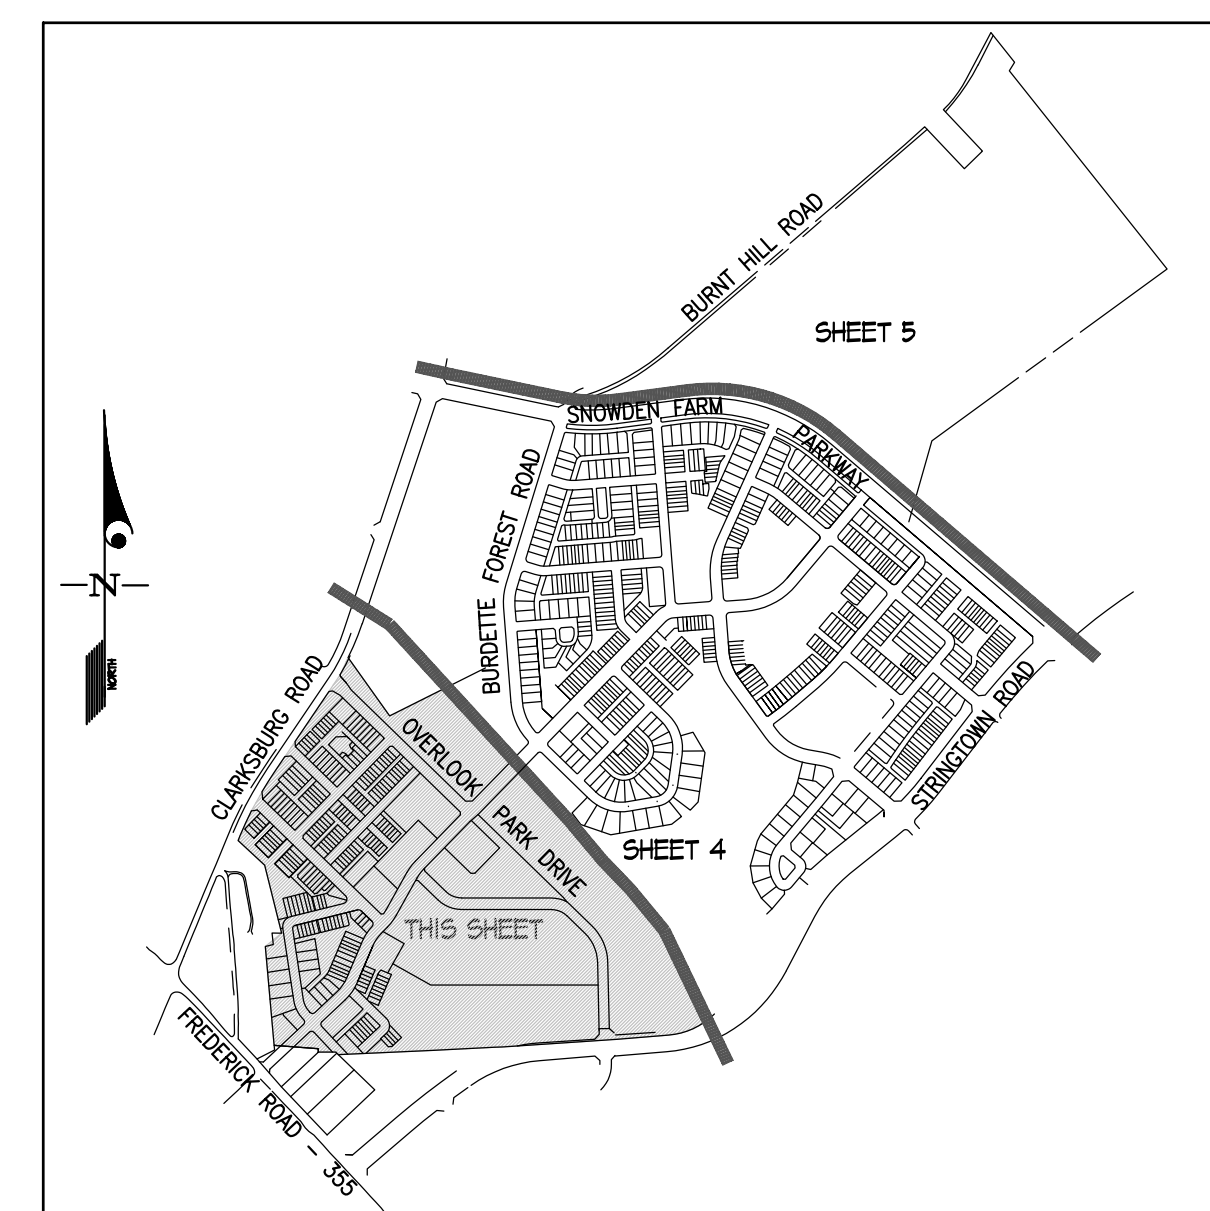 BURNT HILL ROAD
SHEET 5
SNOWDEN FARM
PARKWAY
BURDETTE FOREST ROAD
N
NORTH
CLARKSBURG ROAD
OVERLOOK
PARK DRIVE
STRINGTOWN ROAD
SHEET 4
THIS SHEET
FREDERICK ROAD - 355